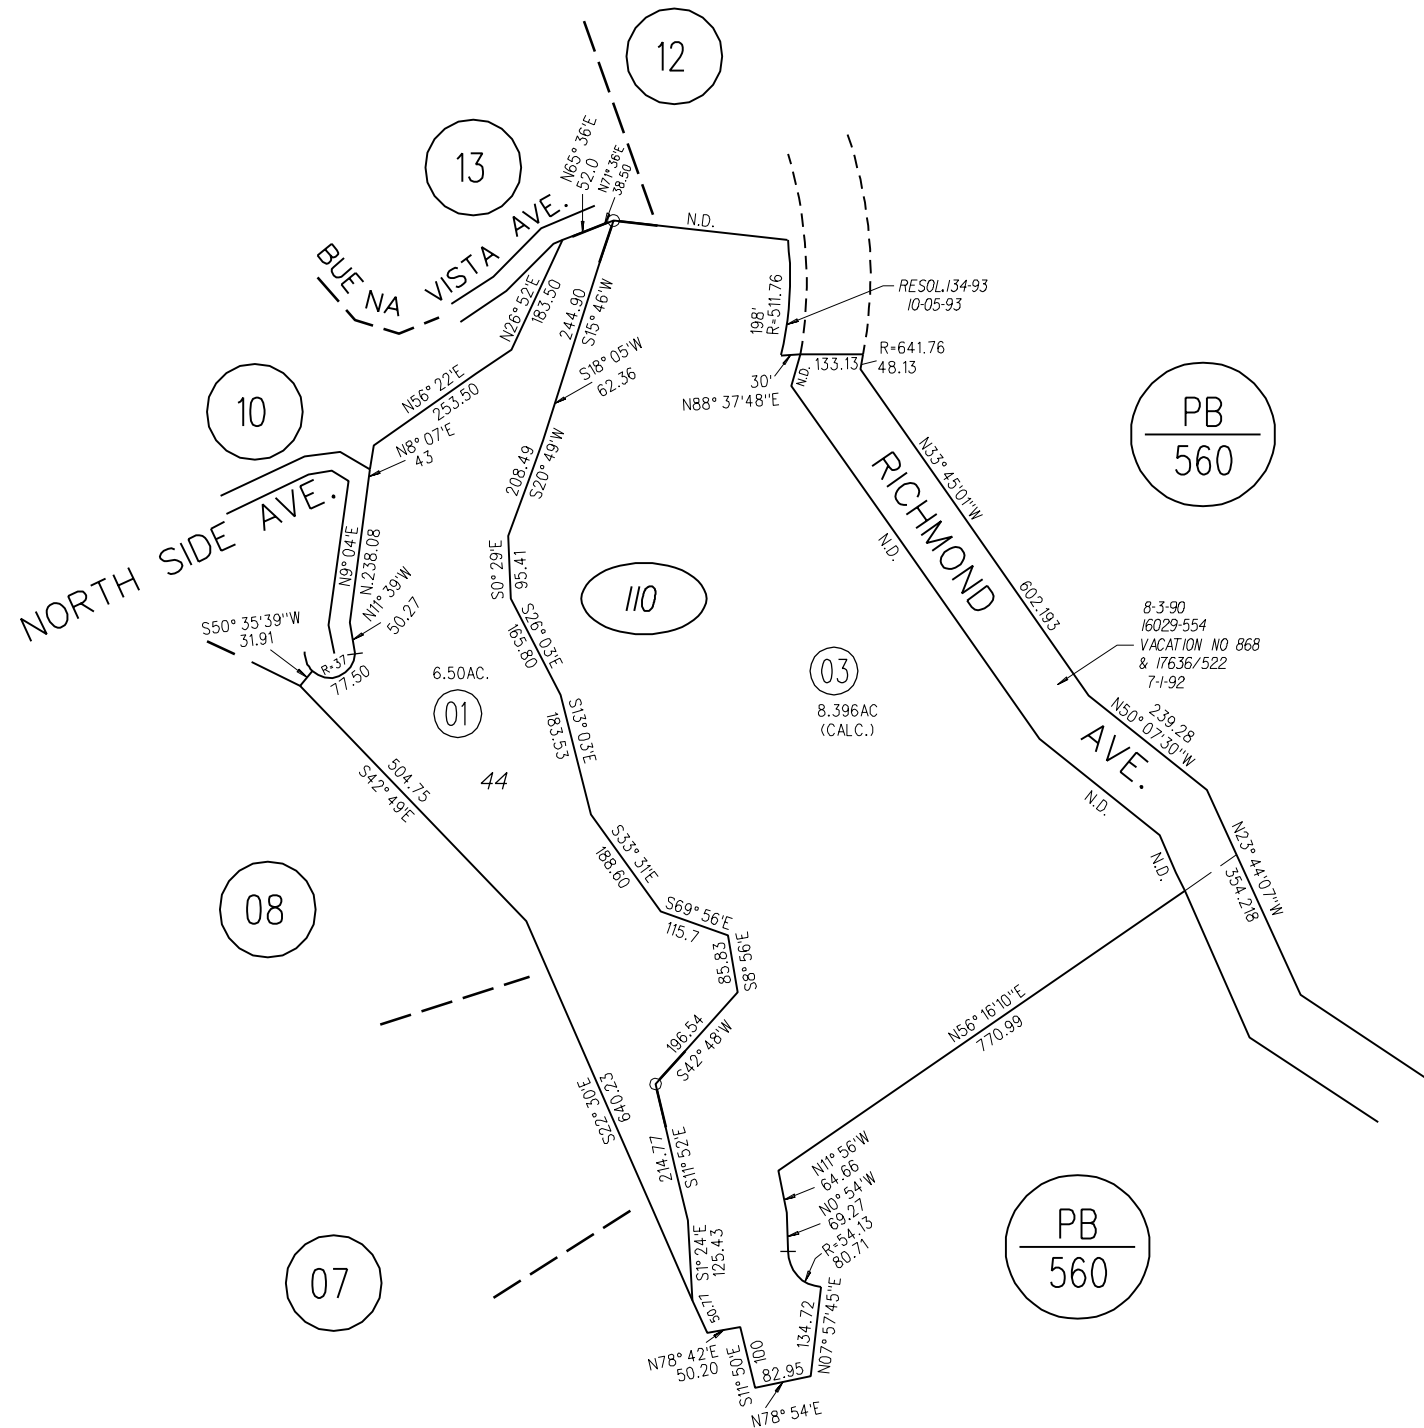 12
13
N65° 36'E
52.0
N71° 36'E
38.50
BUENA VISTA AVE.
N.D.
N26° 52'E
183.50
244.90
S15° 46'W
198'
R=511.76
RESOL.134-93
10-05-93
S18° 05'W
62.36
30'
N88° 37'48"E
N.D.
133.13
R=641.76
48.13
10
N56° 22'E
253.50
N8° 07'E
43
PB
560
208.49
S20° 49'W
N33° 45'01"W
602.193
RICHMOND AVE.
N.D.
NORTH SIDE AVE.
N9° 04'E
N.238.08
N11° 39'W
50.27
S0° 29'E
95.41
110
S50° 35'39"W
31.91
R=37
77.50
S26° 03'E
165.80
8-3-90
16029-554
VACATION NO 868
& 17636/522
7-1-92
6.50AC.
01
03
8.396AC
(CALC.)
S13° 03'E
183.53
239.28
N50° 07'30"W
44
504.75
S42° 49'E
N.D.
S33° 31'E
188.60
N.D.
N23° 44'07"W
354.218
08
S69° 56'E
115.7
85.83
S8° 56'E
196.54
S42° 48'W
N56° 16'10"E
770.99
640.23
S22° 30'E
214.77
S11° 52'E
N11° 56'W
64.66
N0° 54'W
69.27
R=54.13
80.71
PB
560
07
S1° 24'E
125.43
50.77
N78° 42'E
50.20
S11° 50'E
100
134.72
N07° 57'45"E
82.95
N78° 54'E